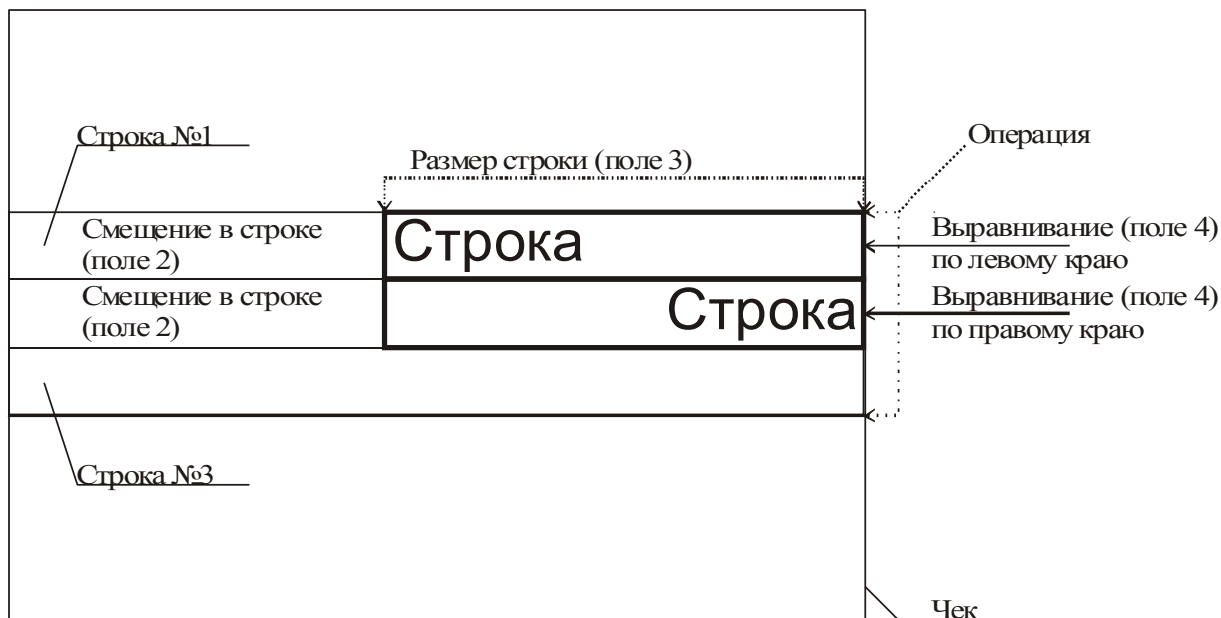 Строка №1
Операция
Размер строки (поле 3)
Смещение в строке
(поле 2)
Строка
Выравнивание (поле 4)
по левому краю
Смещение в строке
(поле 2)
Строка
Выравнивание (поле 4)
по правому краю
Строка №3
Чек